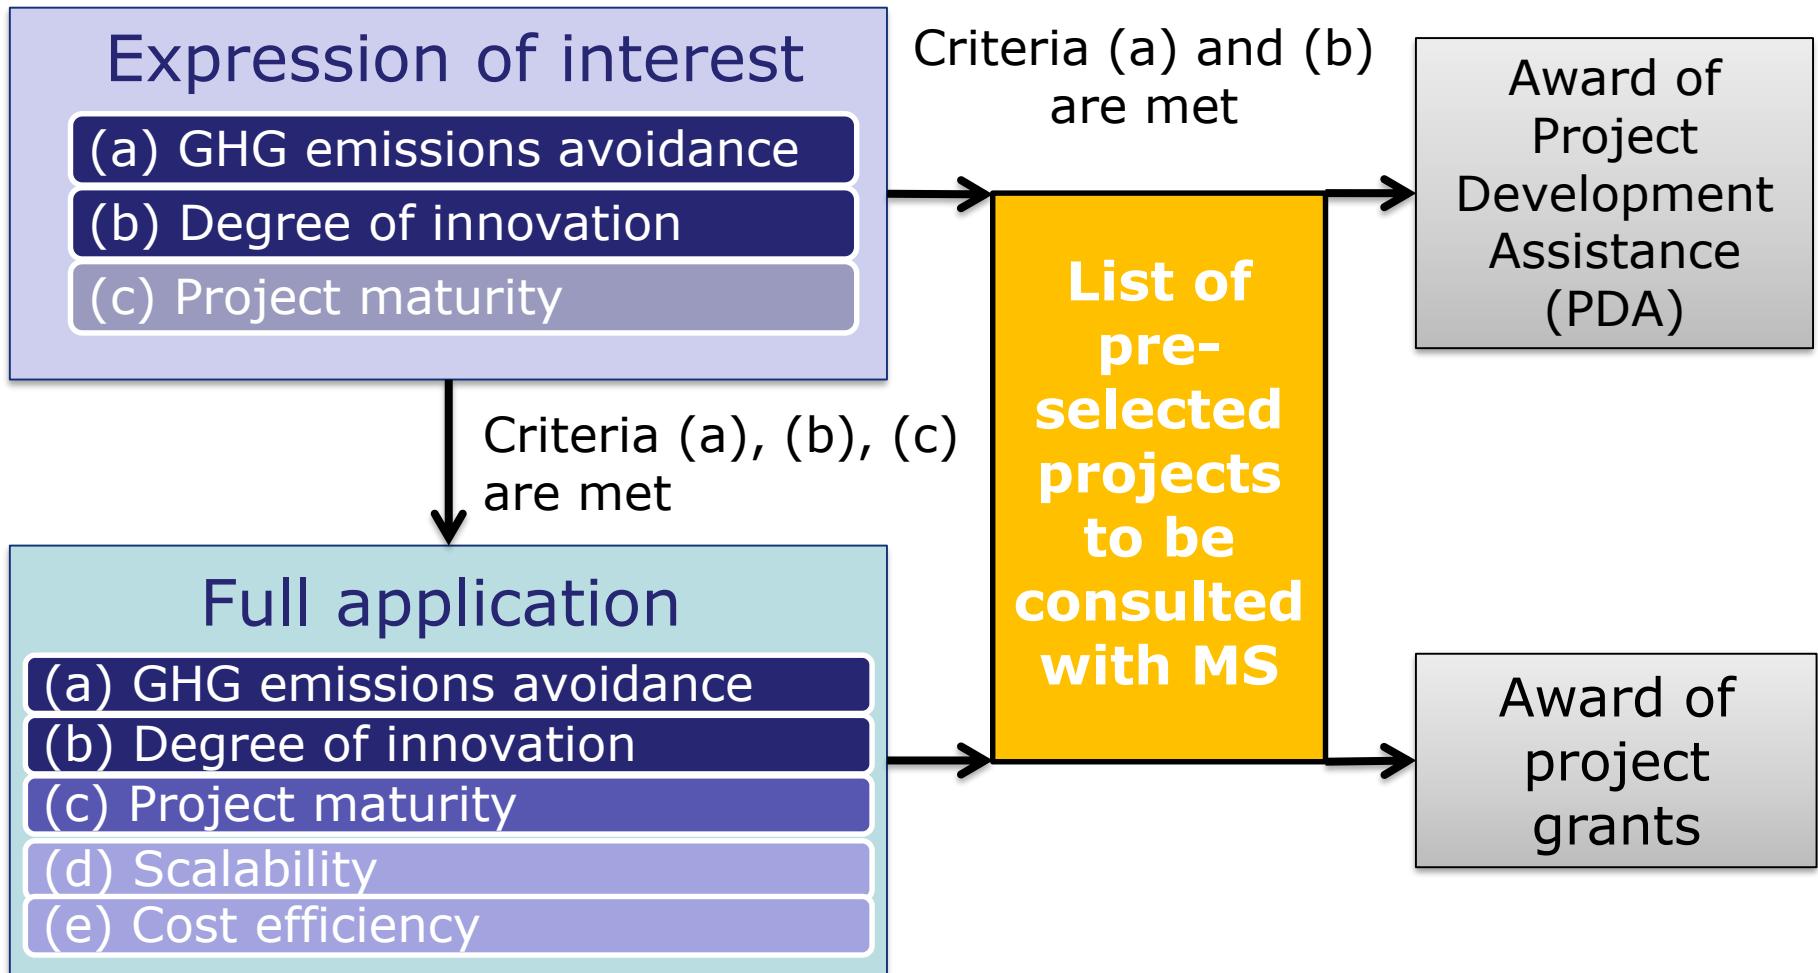 Expression of interest
(a) GHG emissions avoidance
(b) Degree of innovation
(c) Project maturity
Criteria (a) and (b)
are met
Award of
Project
Development
Assistance
(PDA)
List of
pre-
selected
projects
to be
consulted
with MS
Criteria (a), (b), (c)
are met
Full application
(a) GHG emissions avoidance
(b) Degree of innovation
(c) Project maturity
(d) Scalability
(e) Cost efficiency
Award of
project
grants